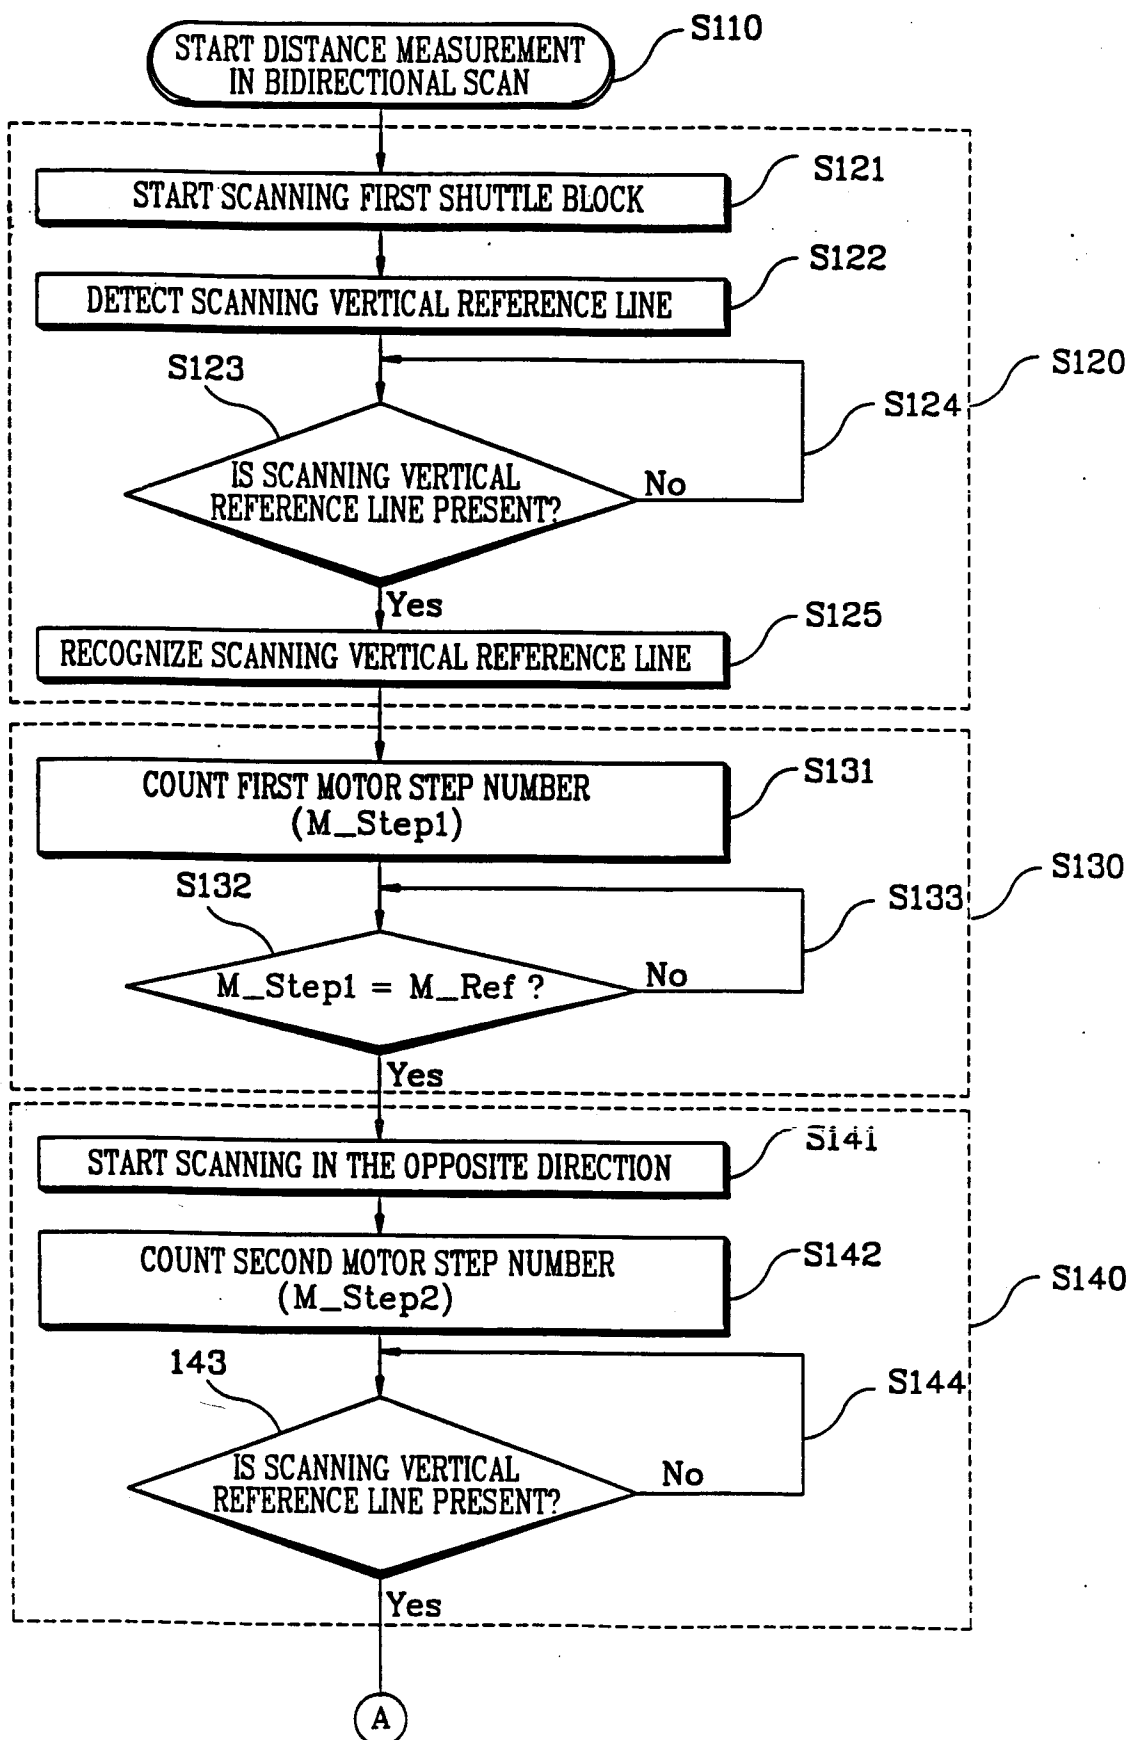 START DISTANCE MEASUREMENT
IN BIDIRECTIONAL SCAN
S110
START SCANNING FIRST SHUTTLE BLOCK
S121
DETECT SCANNING VERTICAL REFERENCE LINE
S122
S120
S123
S124
IS SCANNING VERTICAL
REFERENCE LINE PRESENT?
No
Yes
S125
RECOGNIZE SCANNING VERTICAL REFERENCE LINE
COUNT FIRST MOTOR STEP NUMBER
(M_Step1)
S131
S130
S132
S133
M_Step1 = M_Ref ?
No
Yes
S141
START SCANNING IN THE OPPOSITE DIRECTION
COUNT SECOND MOTOR STEP NUMBER
(M_Step2)
S142
S140
143
S144
IS SCANNING VERTICAL
REFERENCE LINE PRESENT?
No
Yes
A